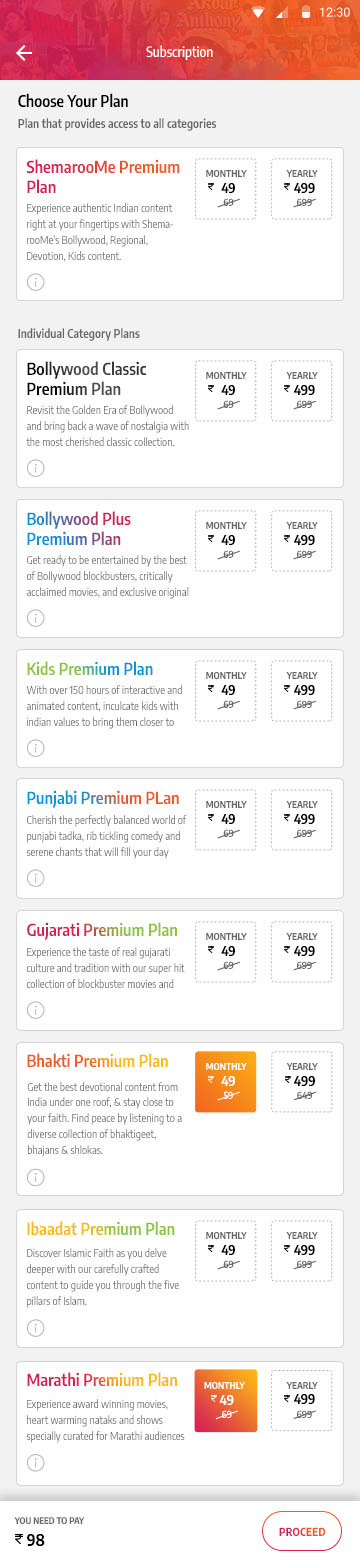 Akbar
Anthony
12:30
Subscription
Choose Your Plan
Plan that provides access to all categories
ShemarooMe Premium
Plan
Experience authentic Indian content
right at your fingertips with Shema-
rooMe's Bollywood, Regional,
Devotion, Kids content.
MONTHLY
₹ 49
69
YEARLY
₹ 499
699
Individual Category Plans
Bollywood Classic
Premium Plan
Revisit the Golden Era of Bollywood
and bring back a wave of nostalgia with
the most cherished classic collection.
MONTHLY
₹ 49
69
YEARLY
₹ 499
699
Bollywood Plus
Premium Plan
Get ready to be entertained by the best
of Bollywood blockbusters, critically
acclaimed movies, and exclusive original
MONTHLY
₹ 49
69
YEARLY
₹ 499
699
Kids Premium Plan
With over 150 hours of interactive and
animated content, inculcate kids with
indian values to bring them closer to
MONTHLY
₹ 49
69
YEARLY
₹ 499
699
Punjabi Premium PLan
Cherish the perfectly balanced world of
punjabi tadka, rib tickling comedy and
serene chants that will fill your day
MONTHLY
₹ 49
69
YEARLY
₹ 499
699
Gujarati Premium Plan
Experience the taste of real gujarati
culture and tradition with our super hit
collection of blockbuster movies and
MONTHLY
₹ 49
69
YEARLY
₹ 499
699
Bhakti Premium Plan
Get the best devotional content from
India under one roof, & stay close to
your faith. Find peace by listening to a
diverse collection of bhaktigeet,
bhajans & shlokas.
MONTHLY
₹ 49
59
YEARLY
₹ 499
649
Ibaadat Premium Plan
Discover Islamic Faith as you delve
deeper with our carefully crafted
content to guide you through the five
pillars of Islam.
MONTHLY
₹ 49
69
YEARLY
₹ 499
699
Marathi Premium Plan
Experience award winning movies,
heart warming nataks and shows
specially curated for Marathi audiences
MONTHLY
₹ 49
69
YEARLY
₹ 499
699
YOU NEED TO PAY
₹ 98
PROCEED